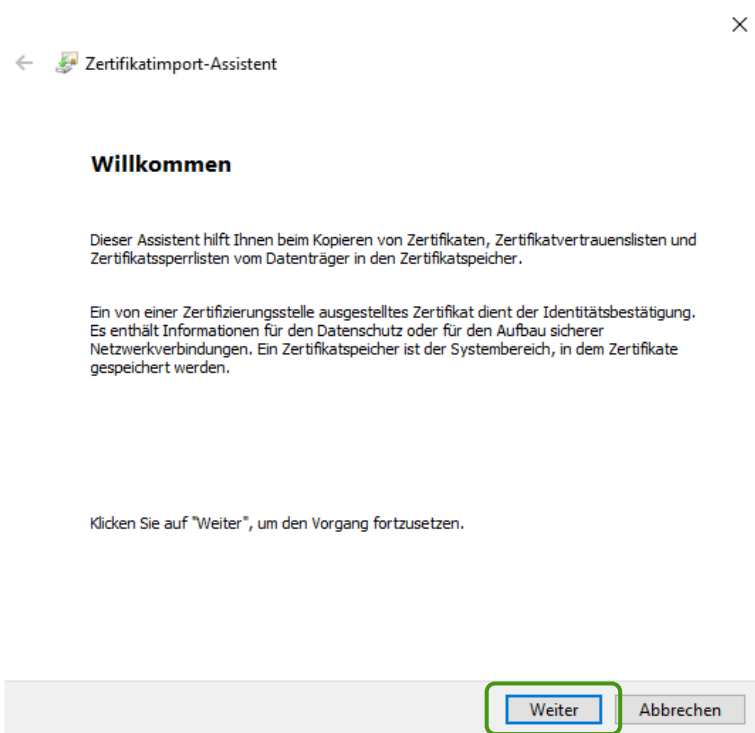 Zertifikatimport-Assistent
Willkommen
Dieser Assistent hilft Ihnen beim Kopieren von Zertifikaten, Zertifikatvertrauenslisten und
Zertifikatssperrlisten vom Datenträger in den Zertifikatspeicher.
Ein von einer Zertifizierungsstelle ausgestelltes Zertifikat dient der Identitätsbestätigung.
Es enthält Informationen für den Datenschutz oder für den Aufbau sicherer
Netzwerkverbindungen. Ein Zertifikatspeicher ist der Systembereich, in dem Zertifikate
gespeichert werden.
Klicken Sie auf "Weiter", um den Vorgang fortzusetzen.
Weiter Abbrechen